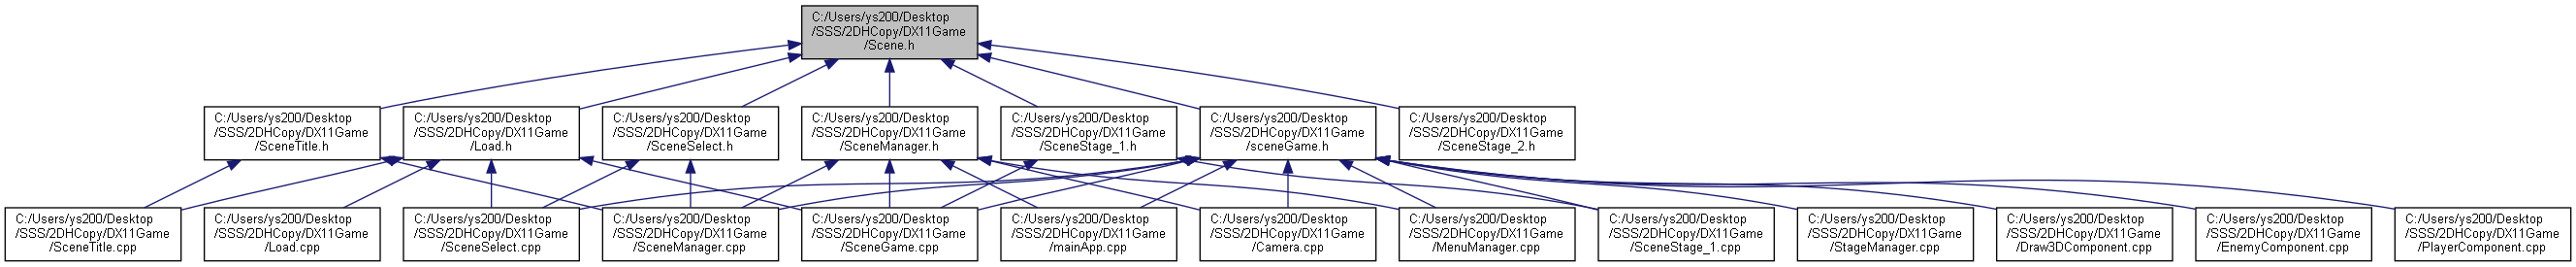 C:/Users/ys200/Desktop
/SSS/2DHCopy/DX11Game
/Scene.h
C:/Users/ys200/Desktop
/SSS/2DHCopy/DX11Game
/SceneTitle.h
C:/Users/ys200/Desktop
/SSS/2DHCopy/DX11Game
/Load.h
C:/Users/ys200/Desktop
/SSS/2DHCopy/DX11Game
/SceneSelect.h
C:/Users/ys200/Desktop
/SSS/2DHCopy/DX11Game
/SceneManager.h
C:/Users/ys200/Desktop
/SSS/2DHCopy/DX11Game
/SceneStage_1.h
C:/Users/ys200/Desktop
/SSS/2DHCopy/DX11Game
/sceneGame.h
C:/Users/ys200/Desktop
/SSS/2DHCopy/DX11Game
/SceneStage_2.h
C:/Users/ys200/Desktop
/SSS/2DHCopy/DX11Game
/SceneTitle.cpp
C:/Users/ys200/Desktop
/SSS/2DHCopy/DX11Game
/Load.cpp
C:/Users/ys200/Desktop
/SSS/2DHCopy/DX11Game
/SceneSelect.cpp
C:/Users/ys200/Desktop
/SSS/2DHCopy/DX11Game
/SceneManager.cpp
C:/Users/ys200/Desktop
/SSS/2DHCopy/DX11Game
/SceneGame.cpp
C:/Users/ys200/Desktop
/SSS/2DHCopy/DX11Game
/mainApp.cpp
C:/Users/ys200/Desktop
/SSS/2DHCopy/DX11Game
/Camera.cpp
C:/Users/ys200/Desktop
/SSS/2DHCopy/DX11Game
/MenuManager.cpp
C:/Users/ys200/Desktop
/SSS/2DHCopy/DX11Game
/SceneStage_1.cpp
C:/Users/ys200/Desktop
/SSS/2DHCopy/DX11Game
/StageManager.cpp
C:/Users/ys200/Desktop
/SSS/2DHCopy/DX11Game
/Draw3DComponent.cpp
C:/Users/ys200/Desktop
/SSS/2DHCopy/DX11Game
/EnemyComponent.cpp
C:/Users/ys200/Desktop
/SSS/2DHCopy/DX11Game
/PlayerComponent.cpp